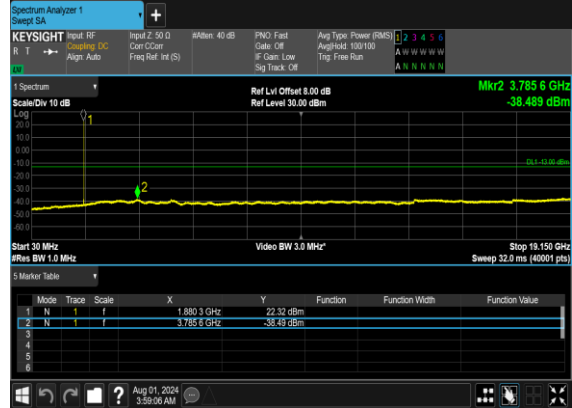 Spectrum Analyzer 1
Swept SA
+
KEYSIGHT Input: RF Input Z: 50 Ω #Atten: 40 dB PNO: Fast Avg Type: Power (RMS) 1 2 3 4 5 6
R T Coupling: DC Corr CCorr Gate: Off Avg|Hold: 100/100 A W W W W W
Align: Auto Freq Ref: Int (S) IF Gain: Low Trig: Free Run
Sig Track: Off A N N N N N
1 Spectrum Ref Lvl Offset 8.00 dB Mkr2 3.785 6 GHz
Scale/Div 10 dB Ref Level 30.00 dBm -38.489 dBm
Log
20.0
10.0
0.00
-10.0
-20.0
-30.0
-40.0
-50.0
-60.0
1
2
DL1 -13.00 dBm
Start 30 MHz Video BW 3.0 MHz* Stop 19.150 GHz
#Res BW 1.0 MHz Sweep 32.0 ms (40001 pts)
5 Marker Table
Mode Trace Scale X Y Function Function Width Function Value
1 N 1 f 1.880 3 GHz 22.32 dBm
2 N 1 f 3.785 6 GHz -38.49 dBm
3
4
5
6
? Aug 01, 2024
3:59:06 AM